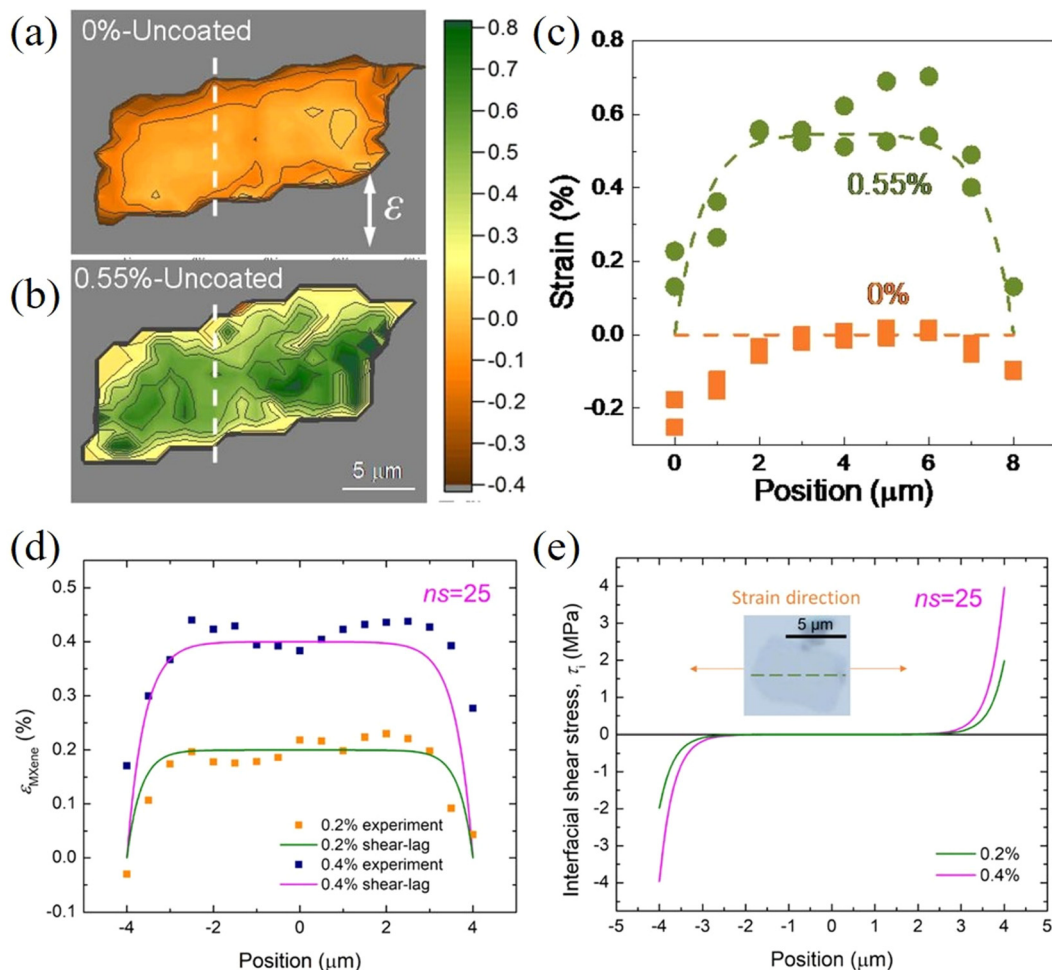 (a)
0%-Uncoated
ε
(b)
0.55%-Uncoated
5 μm
0.8
0.7
0.6
0.5
0.4
0.3
0.2
0.1
0.0
-0.1
-0.2
-0.3
-0.4
(c)
Strain (%)
0.8
0.6
0.4
0.2
0.0
-0.2
0.55%
0%
0 2 4 6 8
Position (μm)
(d)
εMXene (%)
0.5
0.4
0.3
0.2
0.1
0.0
-0.1
ns=25
0.2% experiment
0.2% shear-lag
0.4% experiment
0.4% shear-lag
-4 -2 0 2 4
Position (μm)
(e)
Interfacial shear stress, τi (MPa)
4
3
2
1
0
-1
-2
-3
-4
Strain direction
ns=25
5 μm
0.2%
0.4%
-5 -4 -3 -2 -1 0 1 2 3 4 5
Position (μm)